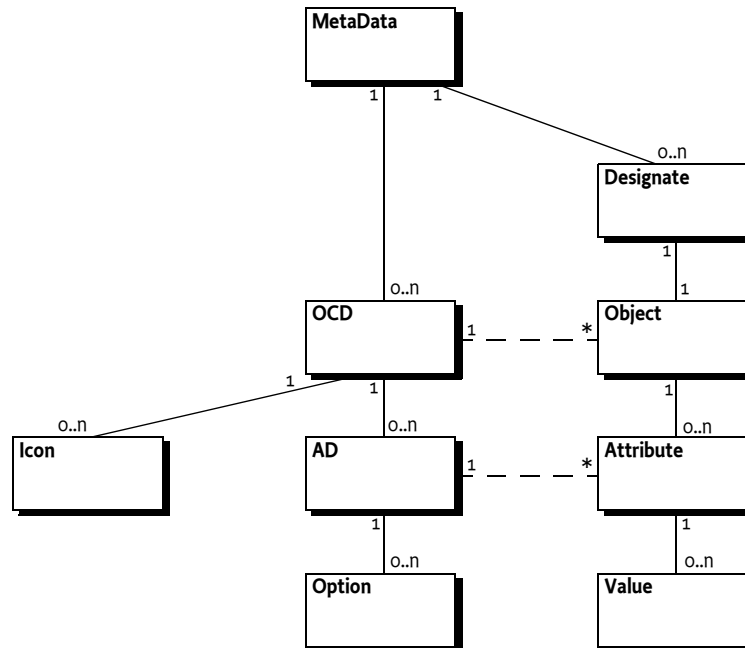 MetaData
1 1
0..n
Designate
1
0..n 1
OCD Object
1 *
1 1 1
0..n 0..n 0..n
Icon AD Attribute
1 *
1 1
0..n 0..n
Option Value